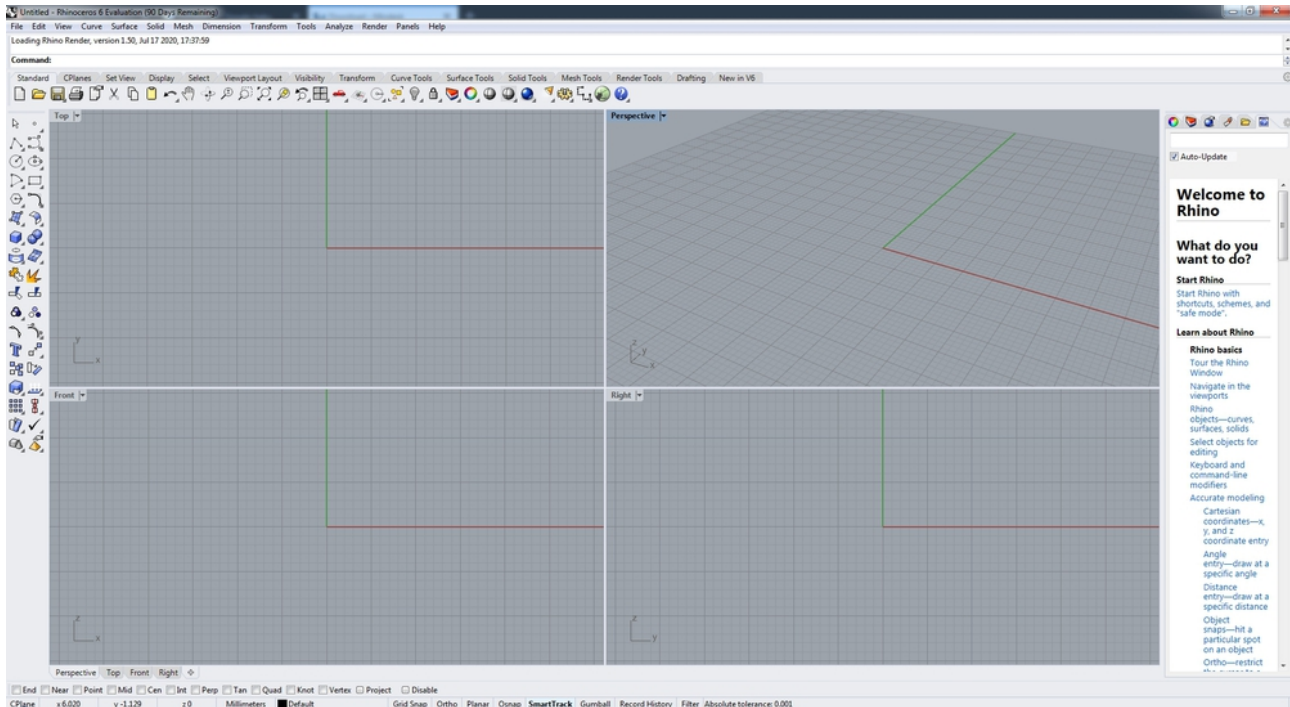 Untitled - Rhinoceros 6 Evaluation (90 Days Remaining)
File Edit View Curve Surface Solid Mesh Dimension Transform Tools Analyze Render Panels Help
Loading Rhino Render, version 1.50, Jul 17 2020, 17:37:59
Command:
Standard CPlanes Set View Display Select Viewport Layout Visibility Transform Curve Tools Surface Tools Solid Tools Mesh Tools Render Tools Drafting New in V6
Top
Perspective
Auto-Update
Welcome to
Rhino
What do you
want to do?
Start Rhino
Start Rhino with
shortcuts, schemes, and
"safe mode".
Learn about Rhino
Rhino basics
Tour the Rhino
Window
Navigate in the
viewports
Rhino
objects—curves,
surfaces, solids
Select objects for
editing
Keyboard and
command-line
modifiers
Accurate modeling
Cartesian
coordinates—x,
y, and z
coordinate entry
Angle
entry—draw at a
specific angle
Distance
entry—draw at a
specific distance
Object
snaps—hit a
particular spot
on an object
Ortho—restrict
y
x
z
y
x
Front
Right
z
x
z
y
Perspective Top Front Right
End Near Point Mid Cen Int Perp Tan Quad Knot Vertex Project Disable
CPlane x 6.020 y -1.129 z 0 Millimeters Default Grid Snap Ortho Planar Osnap SmartTrack Gumball Record History Filter Absolute tolerance: 0.001